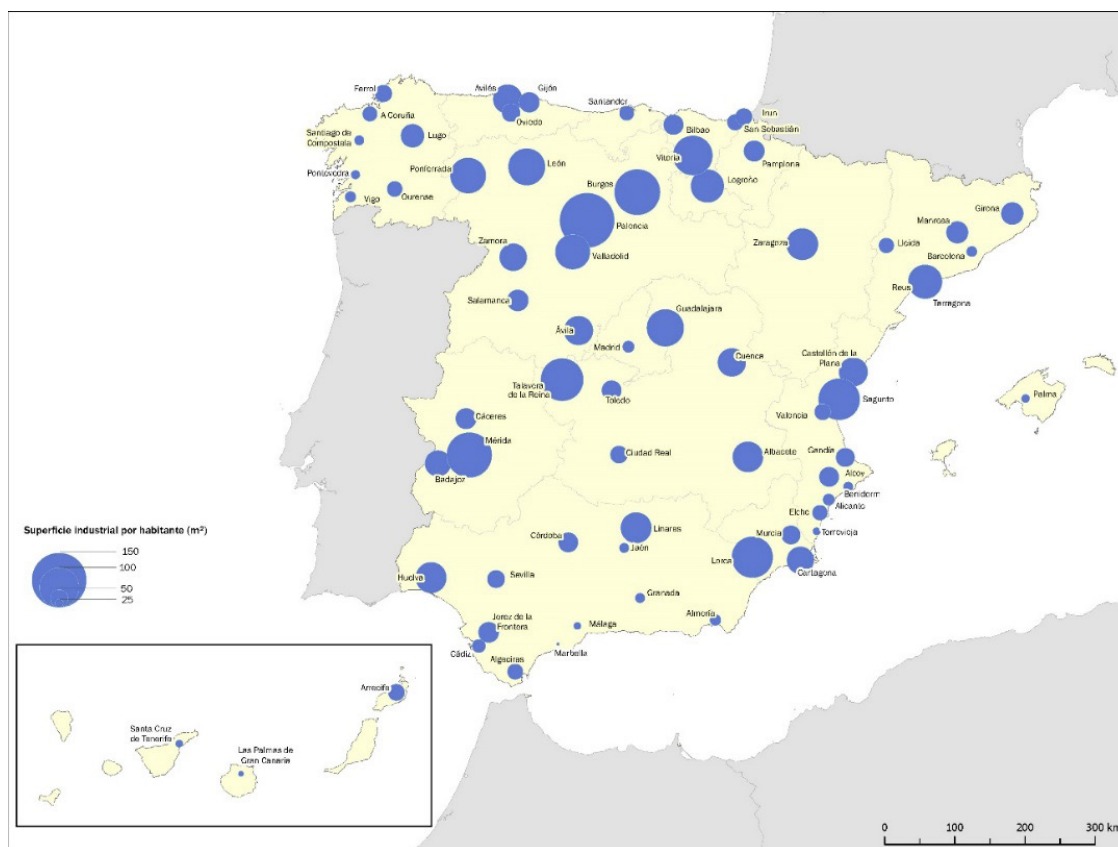 Ferrol
A Coruña
Santiago de
Compostela
Lugo
Pontevedra
Vigo
Ourense
Avilés
Gijón
Oviedo
Santander
Bilbao
Irun
San Sebastián
Vitoria
Pamplona
Ponferrada
León
Burgos
Logroño
Palencia
Zamora
Valladolid
Zaragoza
Lleida
Manresa
Girona
Barcelona
Reus
Tarragona
Salamanca
Ávila
Guadalajara
Madrid
Cuenca
Castellón de la
Plana
Talavera
de la Reina
Toledo
Sagunto
Valencia
Palma
Cáceres
Mérida
Badajoz
Ciudad Real
Albacete
Gandía
Alcoy
Benidorm
Alicante
Elche
Torrevieja
Murcia
Linares
Córdoba
Jaén
Lorca
Cartagena
Huelva
Sevilla
Granada
Almería
Jerez de la
Frontera
Málaga
Cádiz
Marbella
Algeciras
Superficie industrial por habitante (m²)
150
100
50
25
Arrecife
Santa Cruz
de Tenerife
Las Palmas de
Gran Canaria
0 100 200 300 km